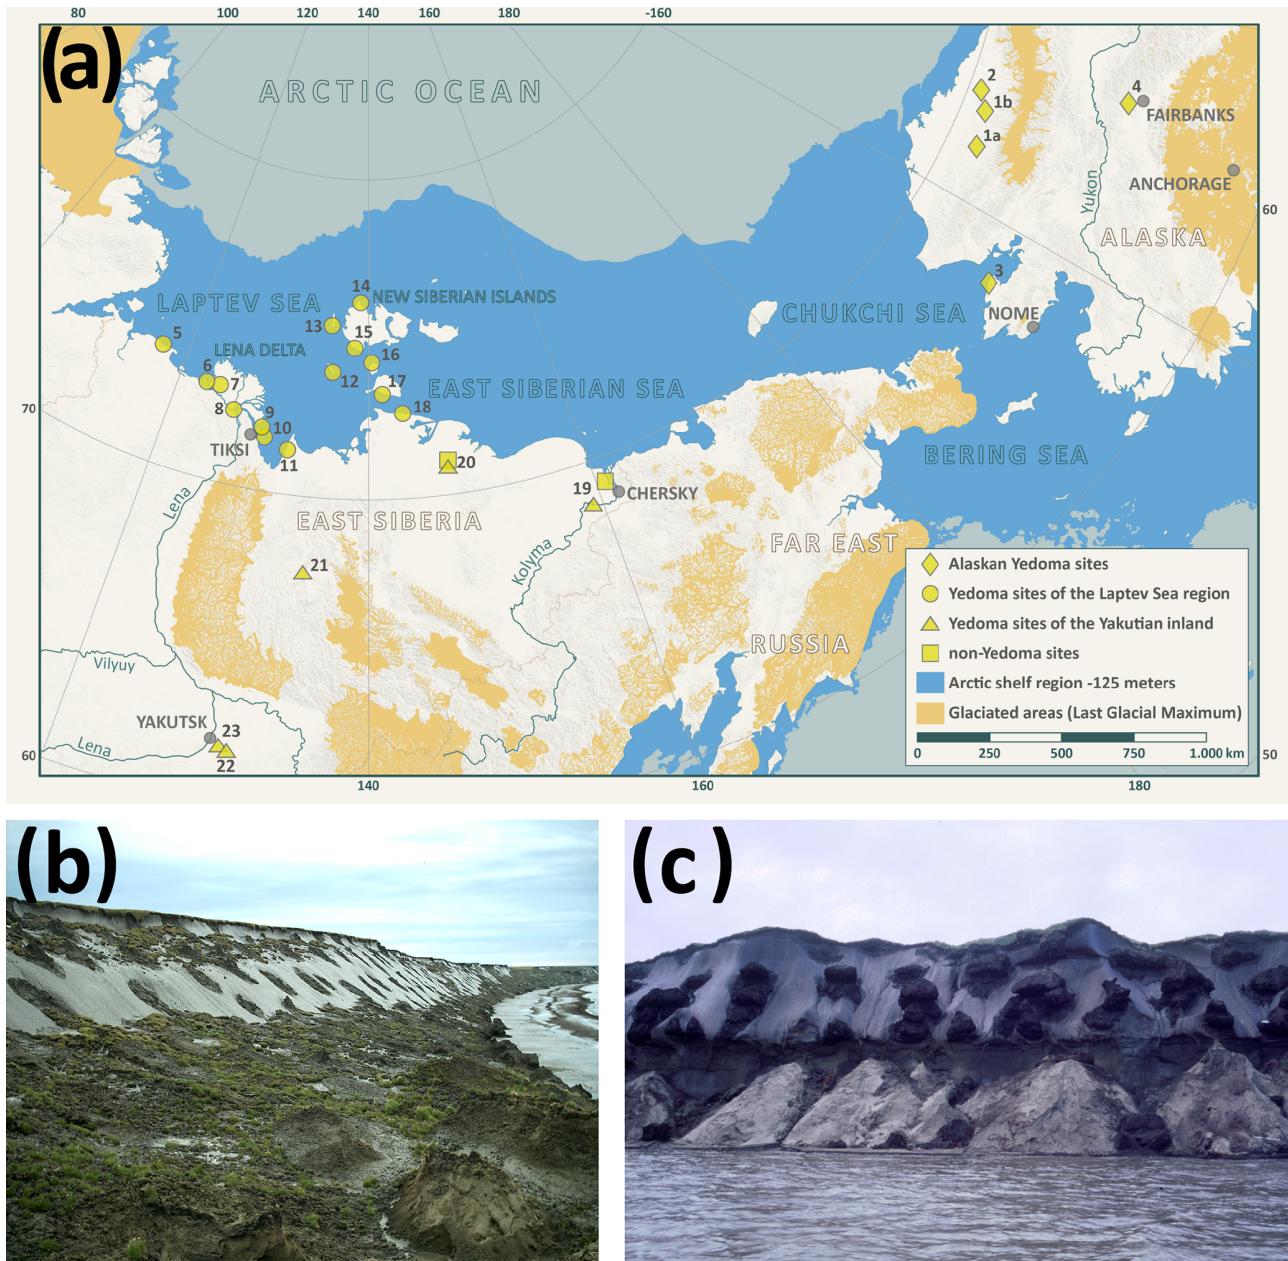 80 100 120 140 160 180 -160
(a)
ARCTIC OCEAN
2
1b
1a
4
FAIRBANKS
ANCHORAGE
Yukon
60
ALASKA
3
NOME
CHUKCHI SEA
14
NEW SIBERIAN ISLANDS
LAPTEV SEA
13
15
5
LENA DELTA
16
6
7
12
17
EAST SIBERIAN SEA
70
8
9
18
10
TIKSI
11
BERING SEA
20
19
CHERSKY
Lena
EAST SIBERIA
FAR EAST
Kolyma
21
RUSSIA
Vilyuy
YAKUTSK
23
Lena
22
60
50
Alaskan Yedoma sites
Yedoma sites of the Laptev Sea region
Yedoma sites of the Yakutian inland
non-Yedoma sites
Arctic shelf region -125 meters
Glaciated areas (Last Glacial Maximum)
0 250 500 750 1.000 km
140 160 180
(b)
(c)